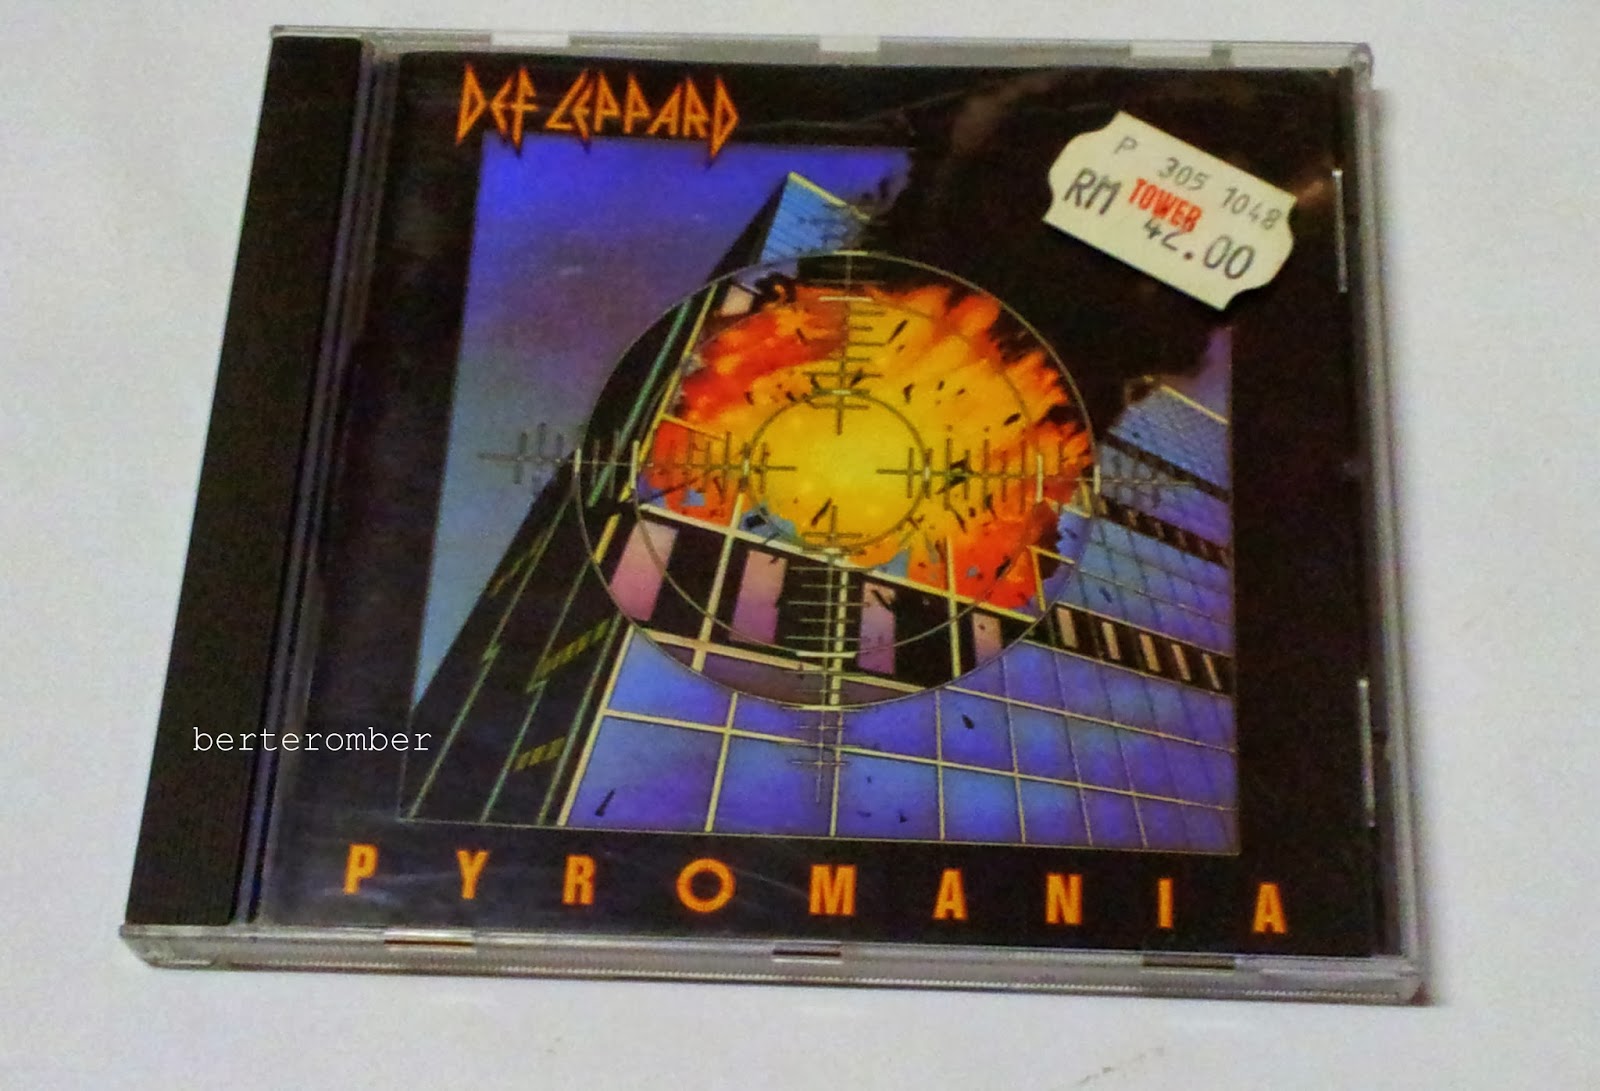 DEF LEPPARD
P 305 1048
RM TOWER
42.00
berteromber
PYROMANIA